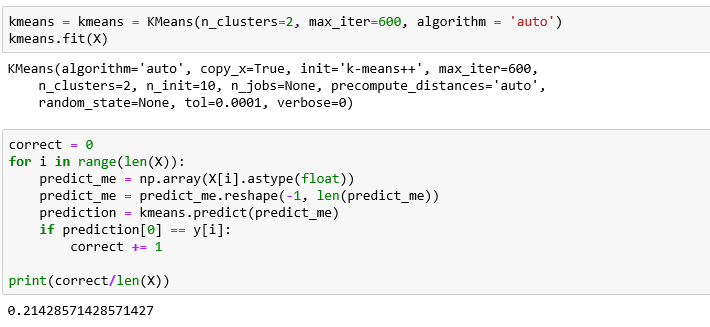 kmeans = kmeans = KMeans(n_clusters=2, max_iter=600, algorithm = 'auto')
kmeans.fit(X)
KMeans(algorithm='auto', copy_x=True, init='k-means++', max_iter=600,
    n_clusters=2, n_init=10, n_jobs=None, precompute_distances='auto',
    random_state=None, tol=0.0001, verbose=0)
correct = 0
for i in range(len(X)):
    predict_me = np.array(X[i].astype(float))
    predict_me = predict_me.reshape(-1, len(predict_me))
    prediction = kmeans.predict(predict_me)
    if prediction[0] == y[i]:
        correct += 1
print(correct/len(X))
0.21428571428571427